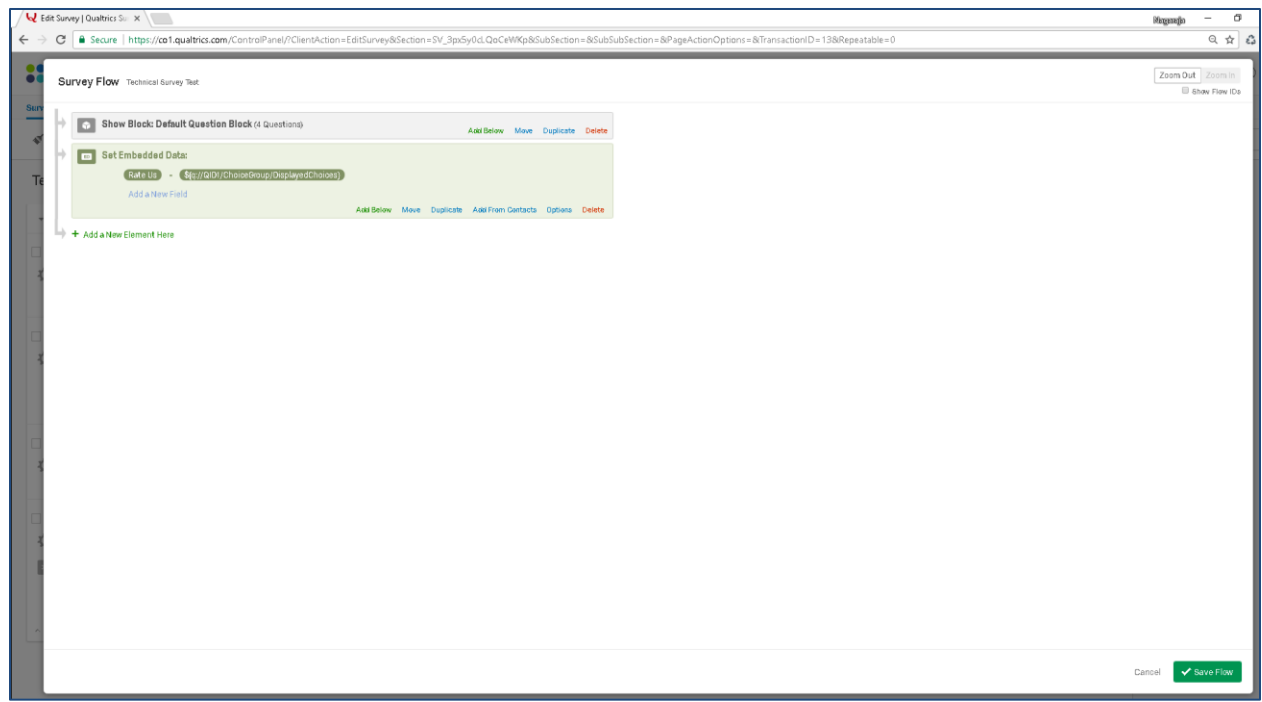 Edit Survey | Qualtrics Su
Secure | https://co1.qualtrics.com/ControlPanel/?ClientAction=EditSurvey&Section=SV_3px5y0cLQoCeWKp&SubSection=&SubSubSection=&PageActionOptions=&TransactionID=13&Repeatable=0
Survey Flow Technical Survey Test
Zoom Out Zoom In
Show Flow IDs
Surv
Show Block: Default Question Block (4 Questions)
Add Below Move Duplicate Delete
Set Embedded Data:
Te
Rate Us = ${q://QID1/ChoiceGroup/DisplayedChoices}
Add a New Field
Add Below Move Duplicate Add From Contacts Options Delete
+ Add a New Element Here
Cancel Save Flow